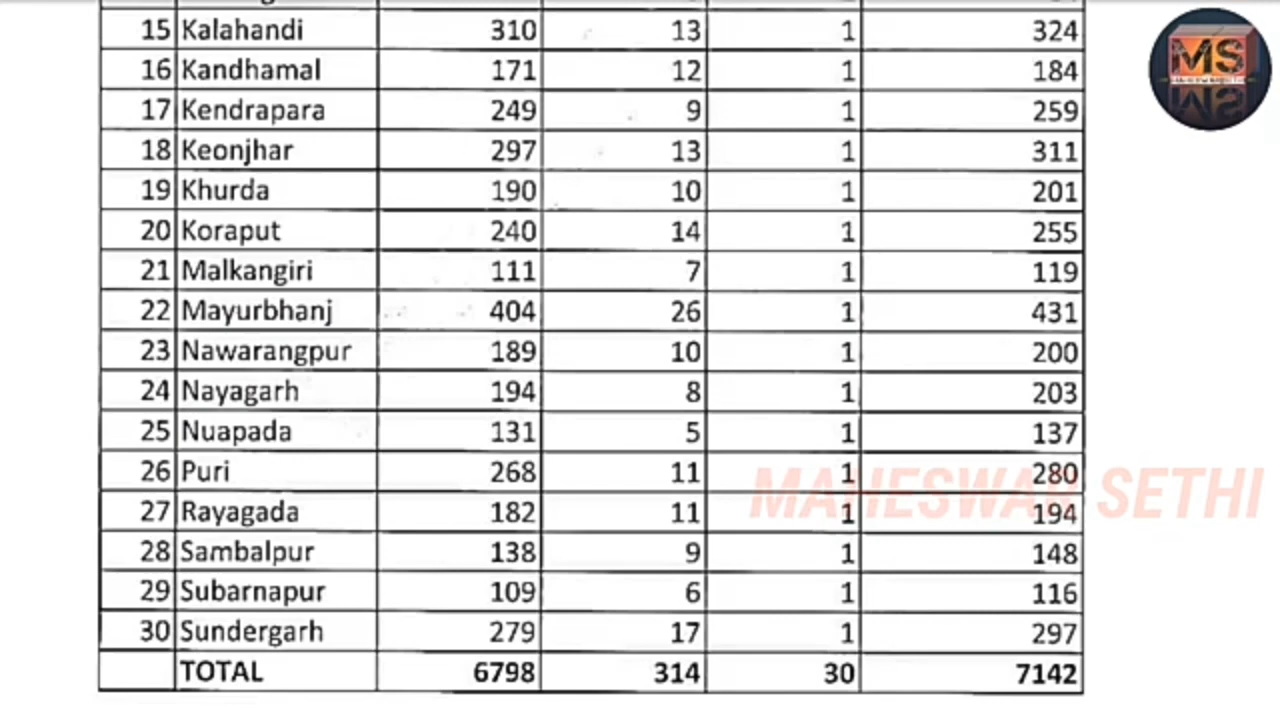 15 Kalahandi 310 13 1 324
16 Kandhamal 171 12 1 184
17 Kendrapara 249 9 1 259
18 Keonjhar 297 13 1 311
19 Khurda 190 10 1 201
20 Koraput 240 14 1 255
21 Malkangiri 111 7 1 119
22 Mayurbhanj 404 26 1 431
23 Nawarangpur 189 10 1 200
24 Nayagarh 194 8 1 203
25 Nuapada 131 5 1 137
26 Puri 268 11 1 280
27 Rayagada 182 11 1 194
28 Sambalpur 138 9 1 148
29 Subarnapur 109 6 1 116
30 Sundergarh 279 17 1 297
TOTAL 6798 314 30 7142
MS
MAHESWAR SETHI